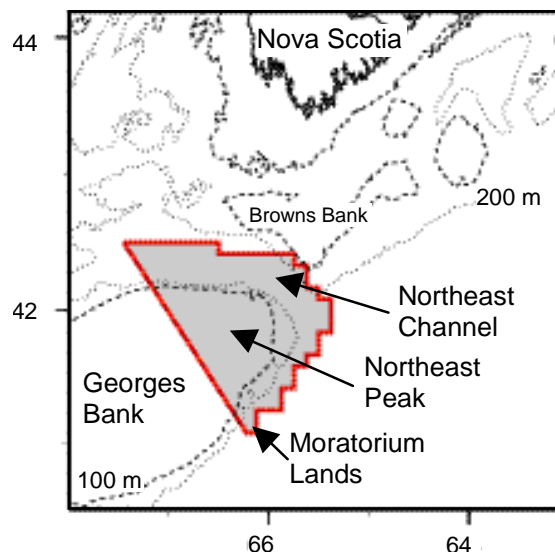 44
Nova Scotia
200 m
Browns Bank
42
Northeast
Channel
Northeast
Peak
Georges
Bank
Moratorium
Lands
100 m
66
64